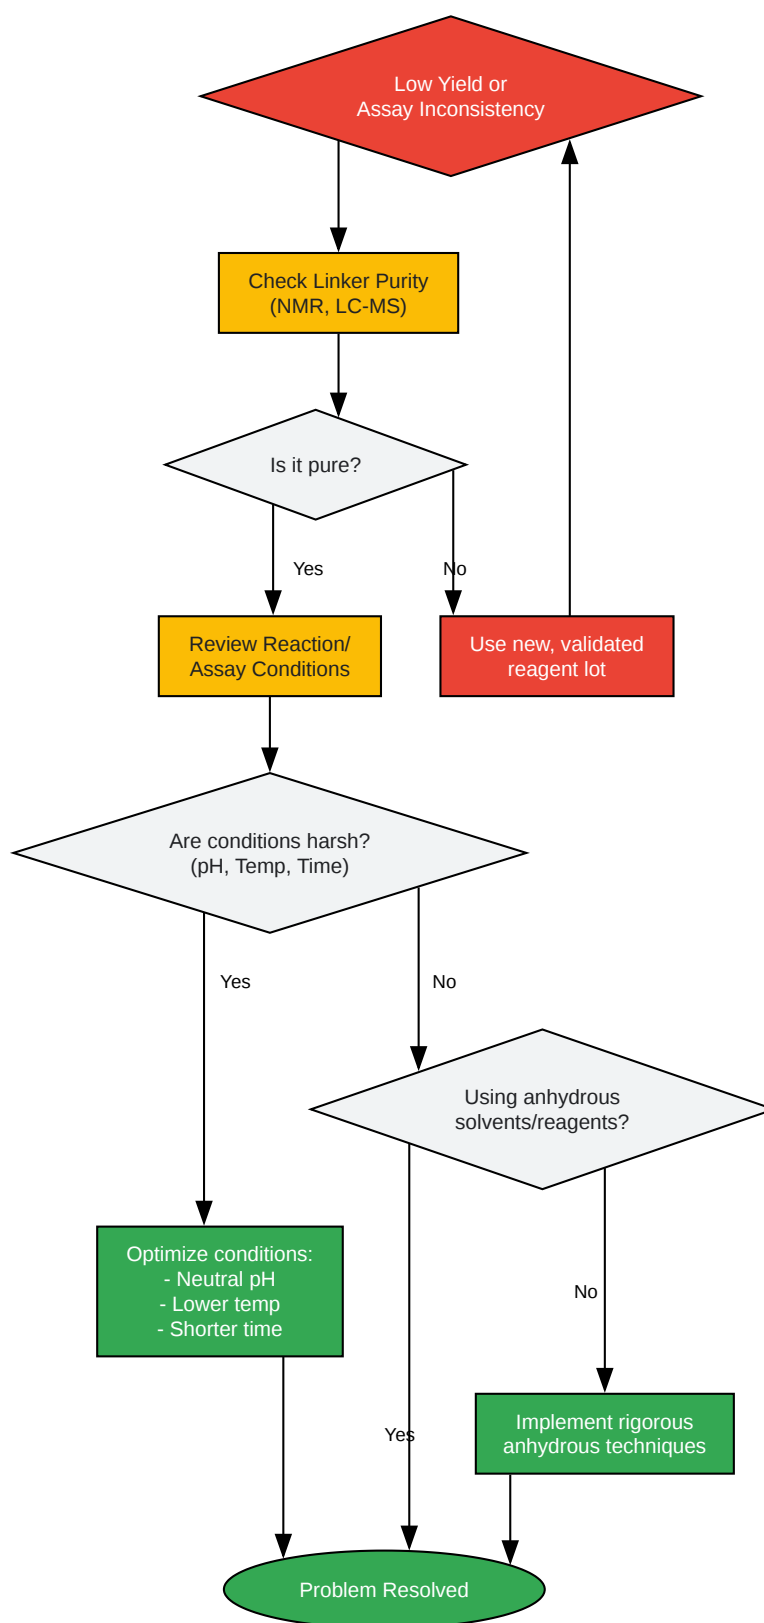 Low Yield or
Assay Inconsistency
Check Linker Purity
(NMR, LC-MS)
Is it pure?
Yes
No
Review Reaction/
Assay Conditions
Use new, validated
reagent lot
Are conditions harsh?
(pH, Temp, Time)
Yes
No
Using anhydrous
solvents/reagents?
Optimize conditions:
- Neutral pH
- Lower temp
- Shorter time
No
Yes
Implement rigorous
anhydrous techniques
Problem Resolved